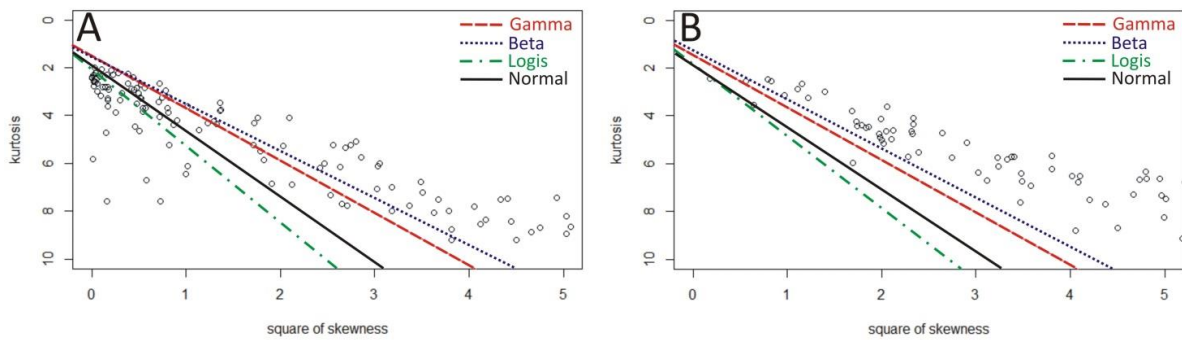 A
Gamma
Beta
Logis
Normal
kurtosis
0
2
4
6
8
10
0 1 2 3 4 5
square of skewness
B
Gamma
Beta
Logis
Normal
kurtosis
0
2
4
6
8
10
0 1 2 3 4 5
square of skewness